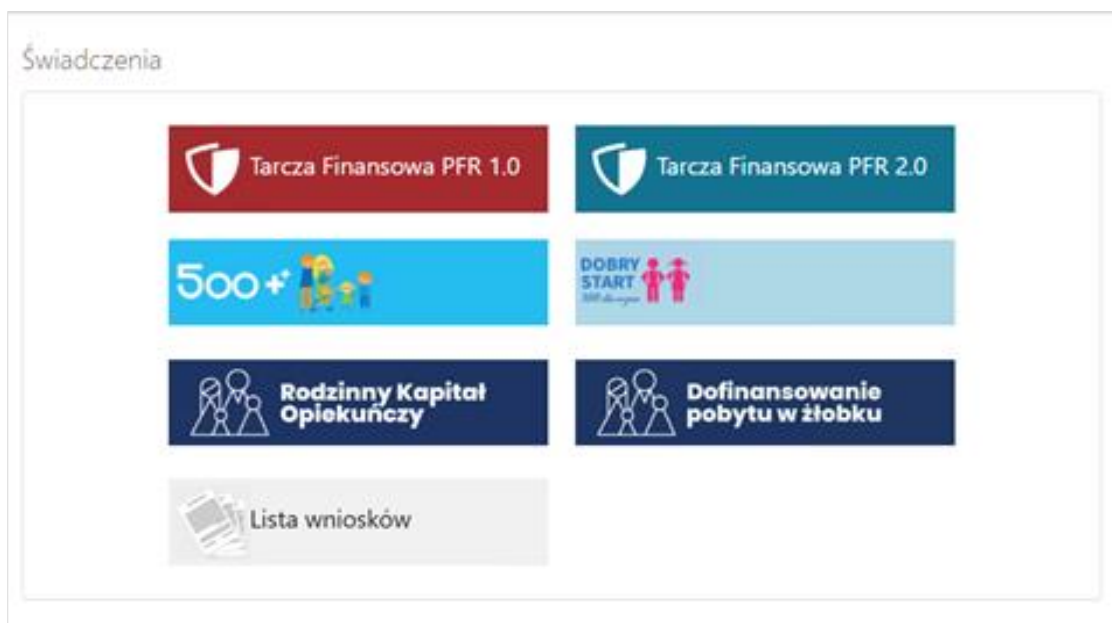 Świadczenia
Tarcza Finansowa PFR 1.0
Tarcza Finansowa PFR 2.0
500+
DOBRY
START
Rodzinny Kapitał
Opiekuńczy
Dofinansowanie
pobytu w żłobku
Lista wniosków